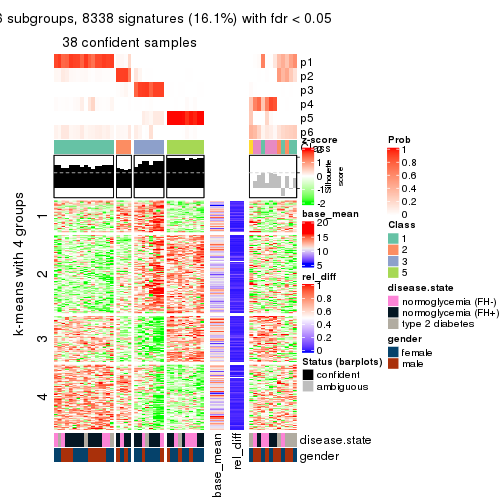 6 subgroups, 8338 signatures (16.1%) with fdr < 0.05
38 confident samples
p1
p2
p3
p4
p5
p6
Silhouette
score
k-means with 4 groups
1
2
3
4
z-score
2
1
0
-1
-2
base_mean
20
15
10
5
rel_diff
1
0.8
0.6
0.4
0.2
0
Status (barplots)
confident
ambiguous
Prob
1
0.8
0.6
0.4
0.2
0
Class
1
2
3
5
disease.state
normoglycemia (FH-)
normoglycemia (FH+)
type 2 diabetes
gender
female
male
disease.state
gender
base_mean
rel_diff